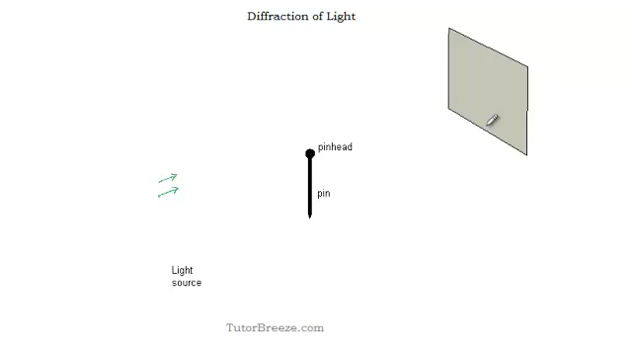 Diffraction of Light
pinhead
pin
Light
source
TutorBreeze.com